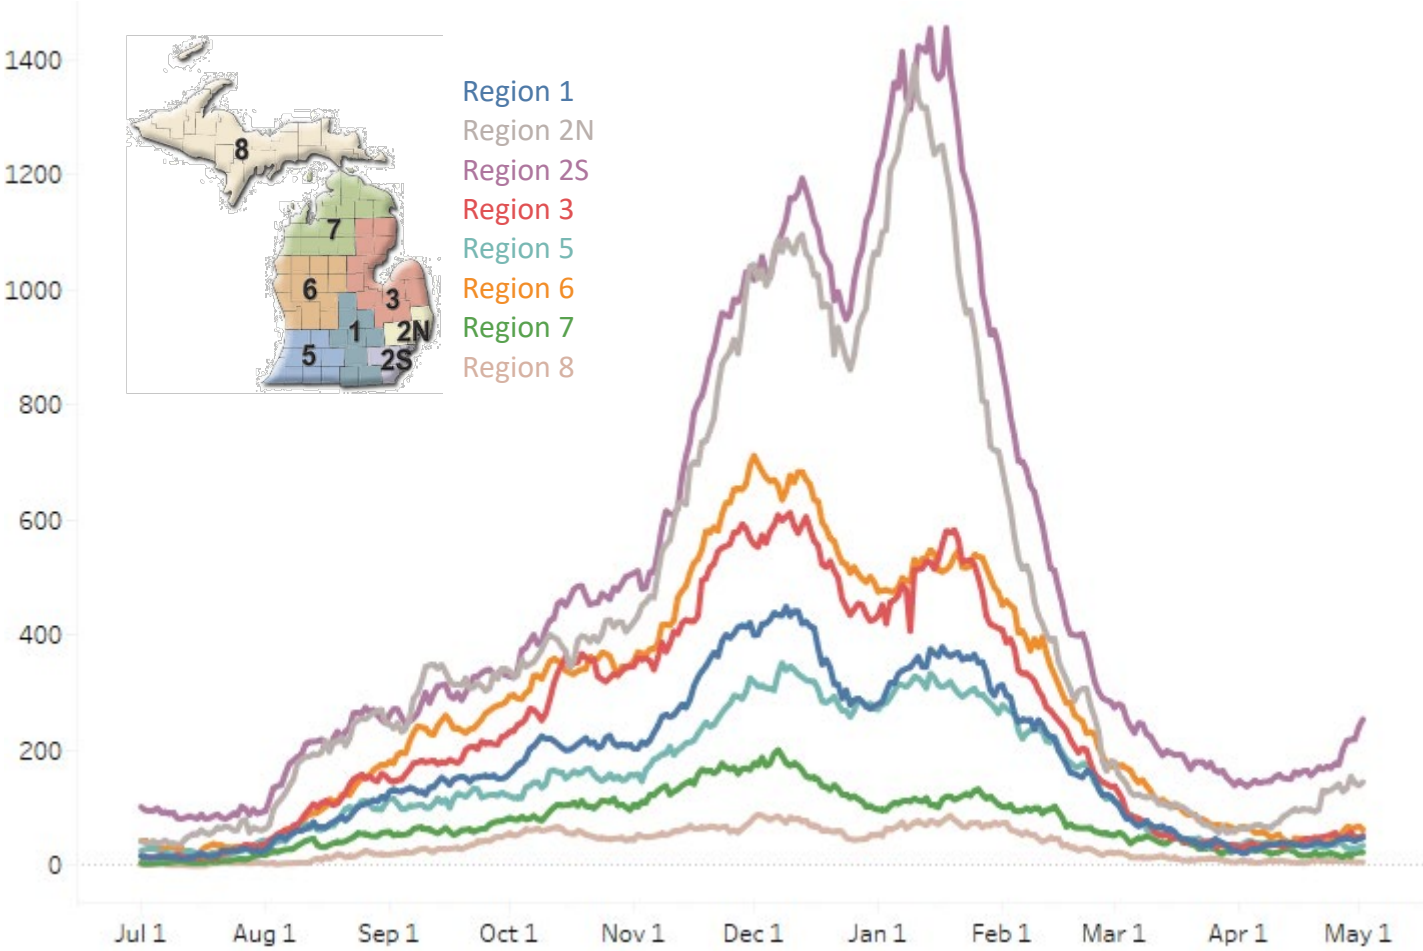 1400
1200
1000
800
600
400
200
0
8
7
6
3
1
2N
5
2S
Region 1
Region 2N
Region 2S
Region 3
Region 5
Region 6
Region 7
Region 8
Jul 1 Aug 1 Sep 1 Oct 1 Nov 1 Dec 1 Jan 1 Feb 1 Mar 1 Apr 1 May 1